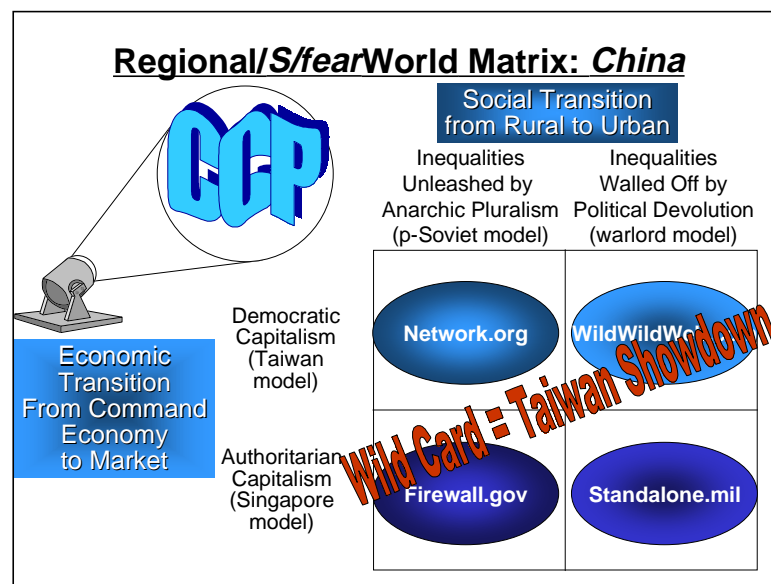 Regional/S/fearWorld Matrix: China
CCP
Social Transition
from Rural to Urban
Inequalities
Unleashed by
Anarchic Pluralism
(p-Soviet model)
Inequalities
Walled Off by
Political Devolution
(warlord model)
Economic
Transition
From Command
Economy
to Market
Democratic
Capitalism
(Taiwan
model)
Network.org
Authoritarian
Capitalism
(Singapore
model)
Firewall.gov
Standalone.mil
Wild Card = Taiwan Showdown